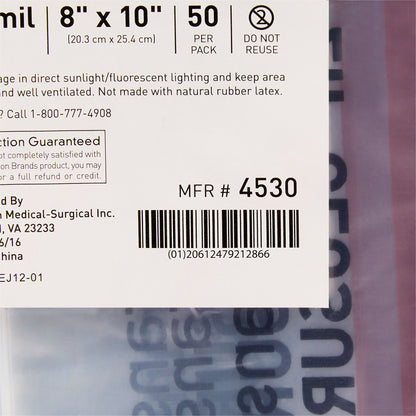 mil 8" x 10" 50 DO NOT
(20.3 cm x 25.4 cm) PER PACK REUSE
age in direct sunlight/fluorescent lighting and keep area
and well ventilated. Not made with natural rubber latex.
? Call 1-800-777-4908
ction Guaranteed
not completely satisfied with
on Brands product, you may
or a full refund or credit.
MFR # 4530
d By
n Medical-Surgical Inc.
, VA 23233
6/16
hina
EJ12-01
(01)20612479212866
CLOSUR